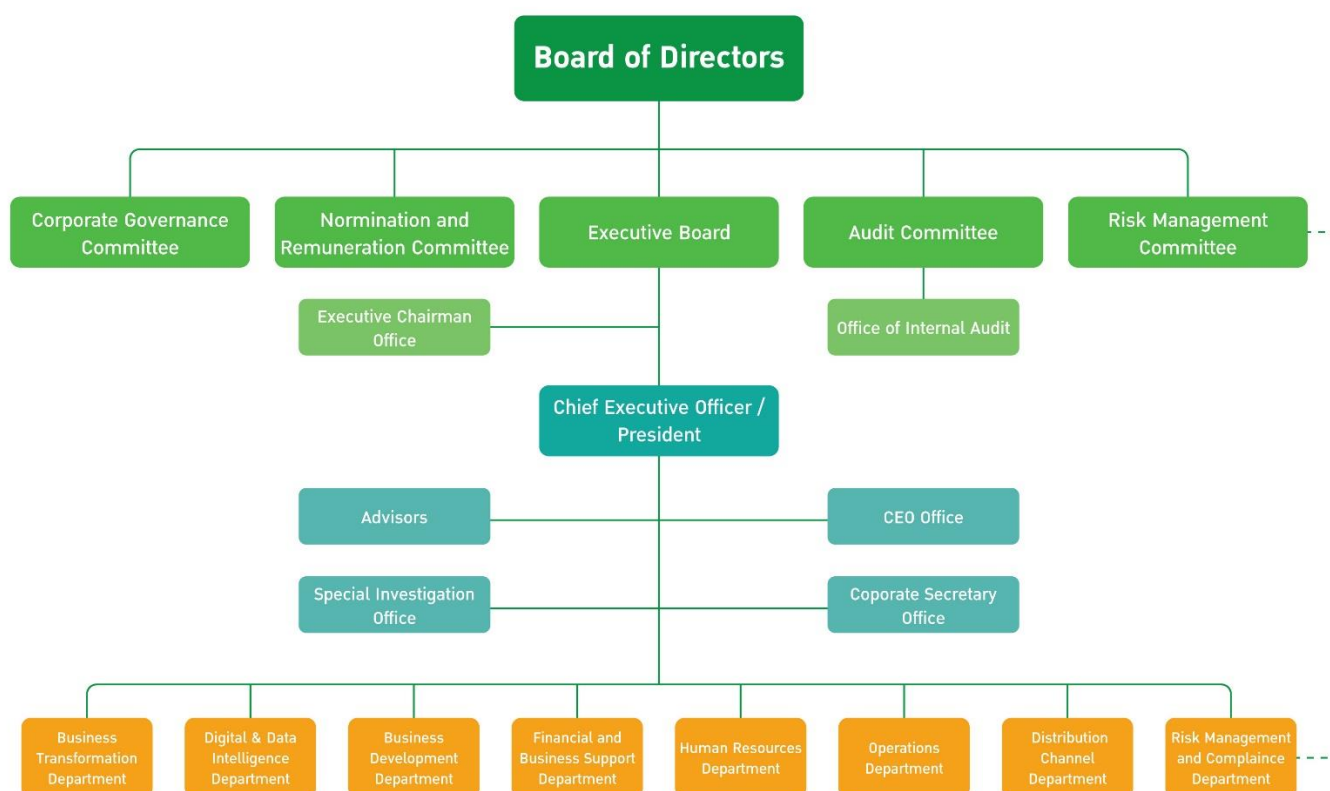 Board of Directors
Corporate Governance
Committee
Normination and
Remuneration Committee
Executive Board
Audit Committee
Risk Management
Committee
Executive Chairman
Office
Office of Internal Audit
Chief Executive Officer /
President
Advisors
CEO Office
Special Investigation
Office
Coporate Secretary
Office
Business
Transformation
Department
Digital & Data
Intelligence
Department
Business
Development
Department
Financial and
Business Support
Department
Human Resources
Department
Operations
Department
Distribution
Channel
Department
Risk Management
and Complaince
Department